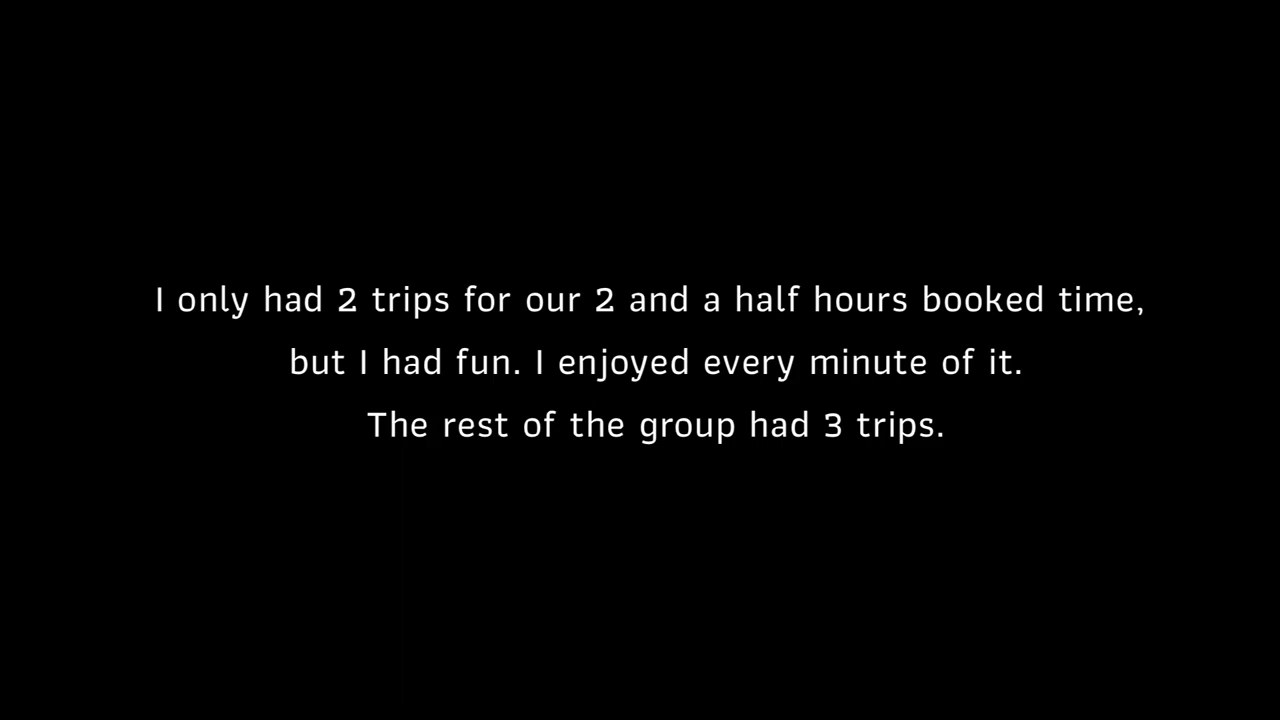 I only had 2 trips for our 2 and a half hours booked time,
but I had fun. I enjoyed every minute of it.
The rest of the group had 3 trips.